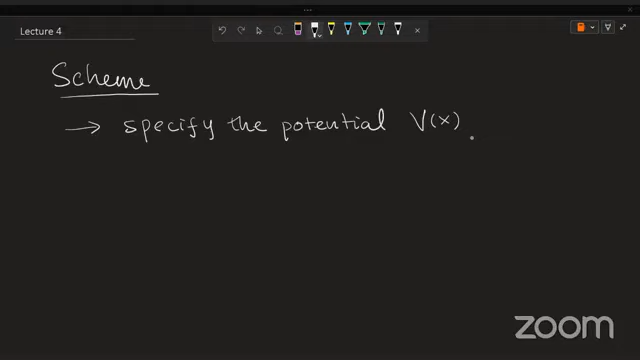 Lecture 4
Scheme
→ specify the potential V(x)
zoom